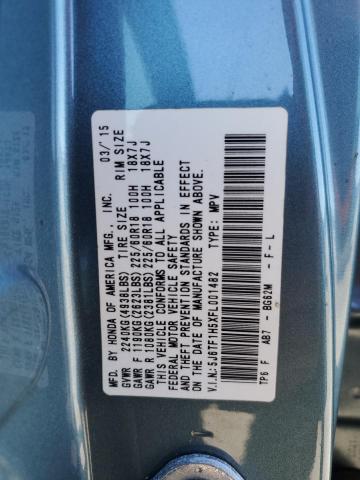 MFD. BY HONDA OF AMERICA MFG., INC. 03/'15
GVWR 2240KG(4938LBS) TIRE SIZE RIM SIZE
GAWR F 1190KG(2623LBS) 225/60R18 100H 18X7J
GAWR R 1080KG(2381LBS) 225/60R18 100H 18X7J
THIS VEHICLE CONFORMS TO ALL APPLICABLE
FEDERAL MOTOR VEHICLE SAFETY
AND THEFT PREVENTION STANDARDS IN EFFECT
ON THE DATE OF MANUFACTURE SHOWN ABOVE.
V.I.N.:5J6TF1H5XFL001482 TYPE: MPV
TP6 F AB7 - BG62M - F - L